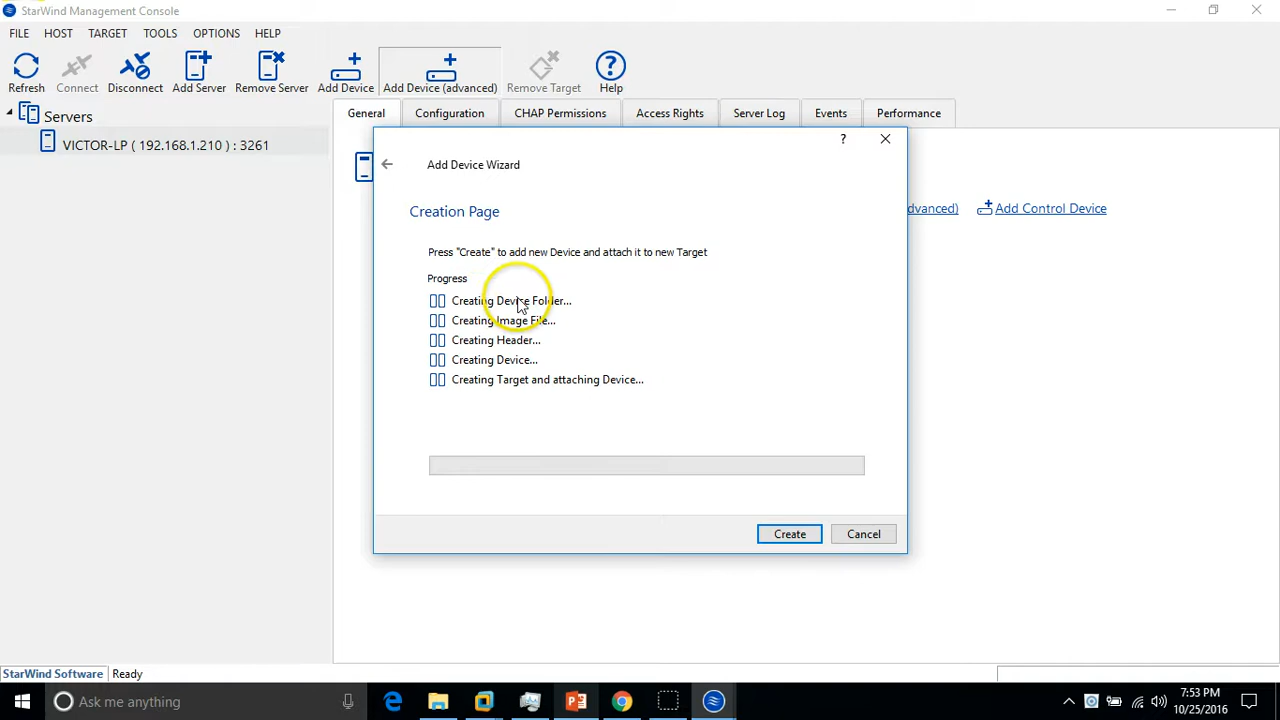 StarWind Management Console
FILE HOST TARGET TOOLS OPTIONS HELP
Refresh Connect Disconnect Add Server Remove Server Add Device Add Device (advanced) Remove Target Help
Servers
VICTOR-LP ( 192.168.1.210 ) : 3261
General Configuration CHAP Permissions Access Rights Server Log Events Performance
dvanced) Add Control Device
Add Device Wizard
Creation Page
Press "Create" to add new Device and attach it to new Target
Progress
Creating Device Folder...
Creating Image File...
Creating Header...
Creating Device...
Creating Target and attaching Device...
Create Cancel
StarWind Software Ready
Ask me anything
7:53 PM
10/25/2016